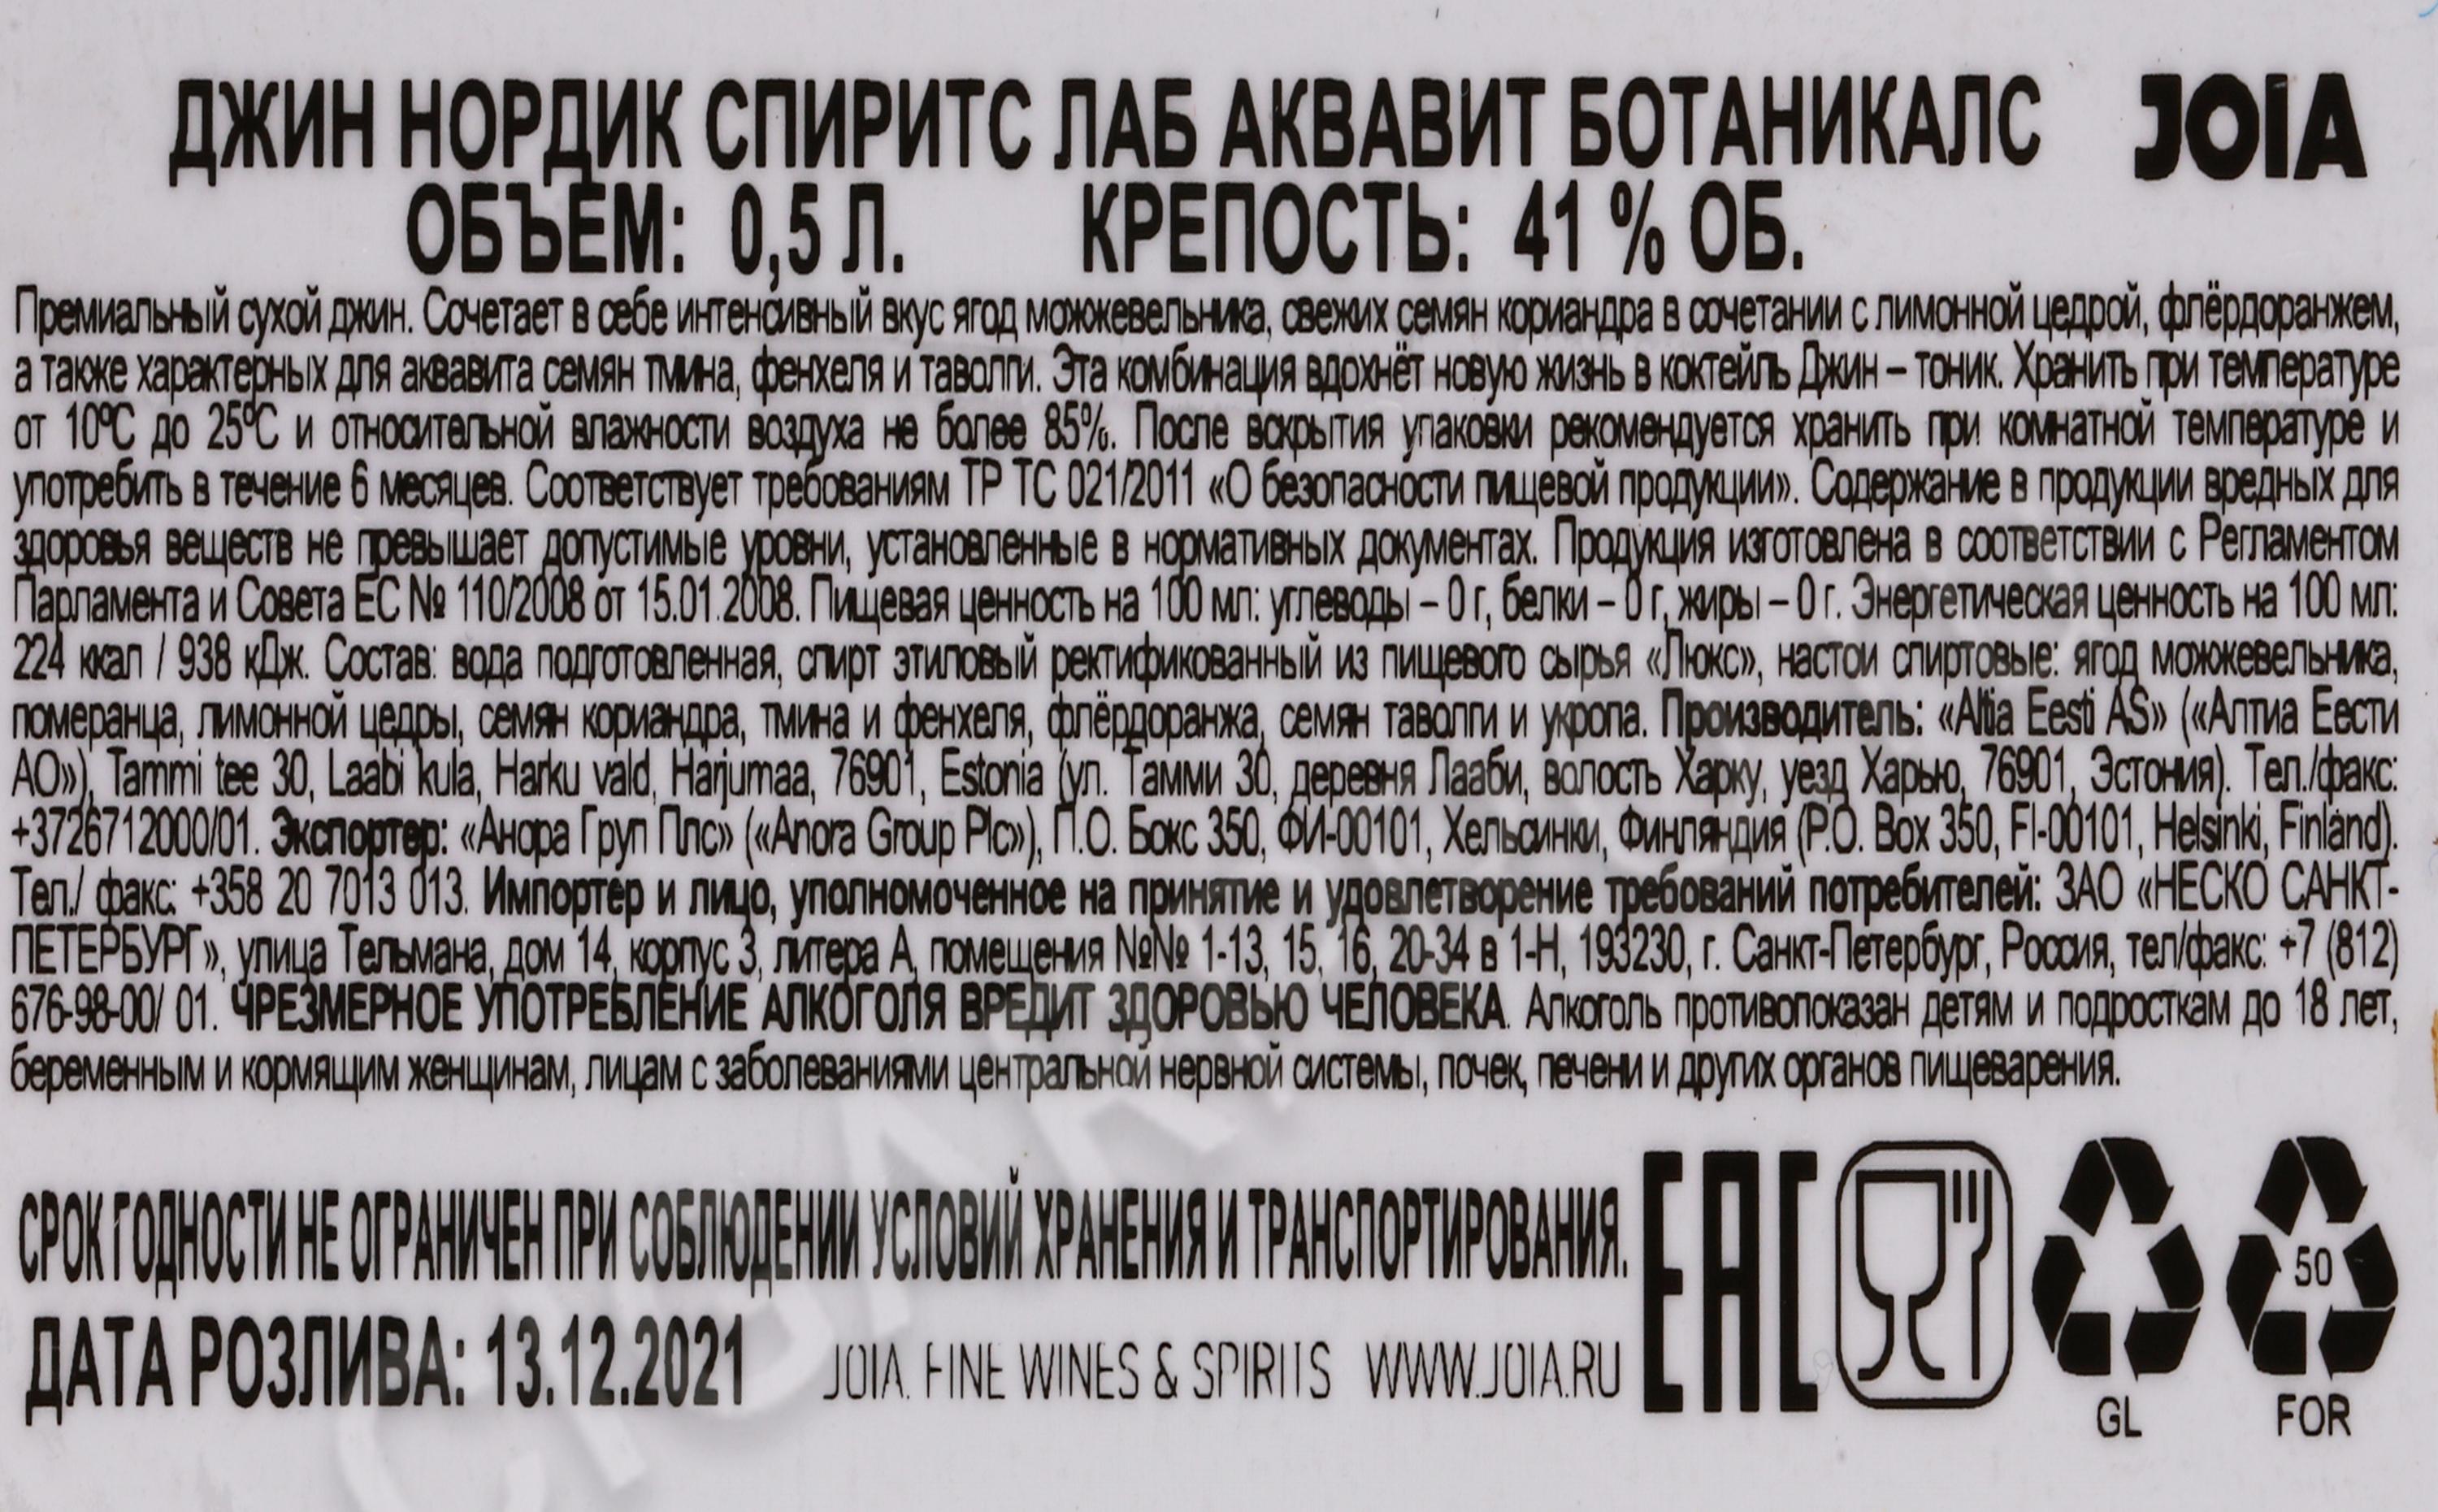 ДЖИН НОРДИК СПИРИТС ЛАБ АКВАВИТ БОТАНИКАЛС JOIA
ОБЪЕМ: 0,5 Л. КРЕПОСТЬ: 41 % ОБ.
Премиальный сухой джин. Сочетает в себе интенсивный вкус ягод можжевельника, свежих семян кориандра в сочетании с лимонной цедрой, флёрдоранжем,
а также характерных для аквавита семян тмина, фенхеля и таволги. Эта комбинация вдохнёт новую жизнь в коктейль Джин – тоник. Хранить при температуре
от 10ºС до 25ºС и относительной влажности воздуха не более 85%. После вскрытия упаковки рекомендуется хранить при комнатной температуре и
употребить в течение 6 месяцев. Соответствует требованиям ТР ТС 021/2011 «О безопасности пищевой продукции». Содержание в продукции вредных для
здоровья веществ не превышает допустимые уровни, установленные в нормативных документах. Продукция изготовлена в соответствии с Регламентом
Парламента и Совета ЕС № 110/2008 от 15.01.2008. Пищевая ценность на 100 мл: углеводы – 0 г, белки – 0 г, жиры – 0 г. Энергетическая ценность на 100 мл:
224 ккал / 938 кДж. Состав: вода подготовленная, спирт этиловый ректификованный из пищевого сырья «Люкс», настои спиртовые: ягод можжевельника,
померанца, лимонной цедры, семян кориандра, тмина и фенхеля, флёрдоранжа, семян таволги и укропа. Производитель: «Altia Eesti AS» («Алтиа Еести
АО»), Tammi tee 30, Laabi kula, Harku vald, Harjumaa, 76901, Estonia (ул. Тамми 30, деревня Лааби, волость Харку, уезд Харью, 76901, Эстония). Тел./факс:
+3726712000/01. Экспортер: «Анора Груп Плс» («Anora Group Plc»), П.О. Бокс 350, ФИ-00101, Хельсинки, Финляндия (P.O. Box 350, FI-00101, Helsinki, Finland).
Тел./ факс: +358 20 7013 013. Импортер и лицо, уполномоченное на принятие и удовлетворение требований потребителей: ЗАО «НЕСКО САНКТ-
ПЕТЕРБУРГ», улица Тельмана, дом 14, корпус 3, литера А, помещения №№ 1-13, 15, 16, 20-34 в 1-Н, 193230, г. Санкт-Петербург, Россия, тел/факс: +7 (812)
676-98-00/ 01. ЧРЕЗМЕРНОЕ УПОТРЕБЛЕНИЕ АЛКОГОЛЯ ВРЕДИТ ЗДОРОВЬЮ ЧЕЛОВЕКА. Алкоголь противопоказан детям и подросткам до 18 лет,
беременным и кормящим женщинам, лицам с заболеваниями центральной нервной системы, почек, печени и других органов пищеварения.
СРОК ГОДНОСТИ НЕ ОГРАНИЧЕН ПРИ СОБЛЮДЕНИИ УСЛОВИЙ ХРАНЕНИЯ И ТРАНСПОРТИРОВАНИЯ.
ДАТА РОЗЛИВА: 13.12.2021 JOIA. FINE WINES & SPIRITS WWW.JOIA.RU
EAC
GL
50
FOR